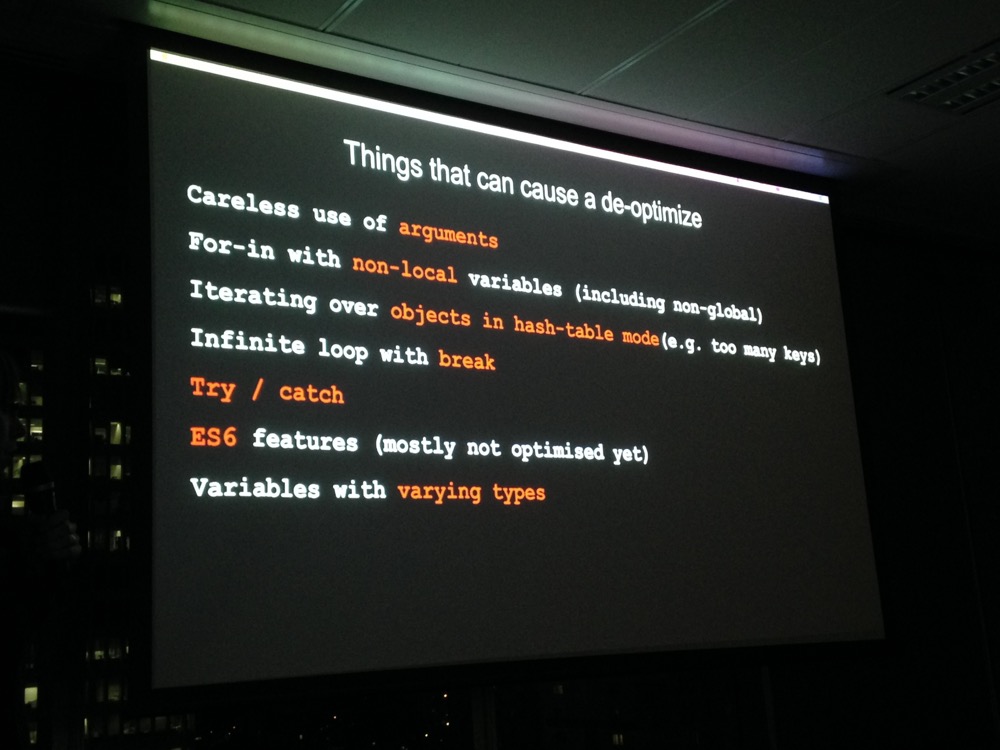 Things that can cause a de-optimize
Careless use of arguments
For-in with non-local variables (including non-global)
Iterating over objects in hash-table mode(e.g. too many keys)
Infinite loop with break
Try / catch
ES6 features (mostly not optimised yet)
Variables with varying types